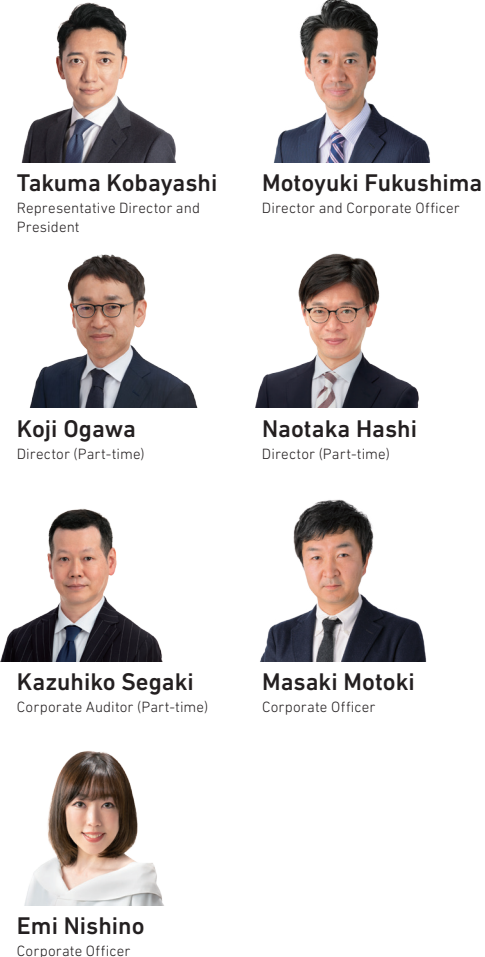 Takuma Kobayashi
Representative Director and
President
Motoyuki Fukushima
Director and Corporate Officer
Koji Ogawa
Director (Part-time)
Naotaka Hashi
Director (Part-time)
Kazuhiko Segaki
Corporate Auditor (Part-time)
Masaki Motoki
Corporate Officer
Emi Nishino
Corporate Officer